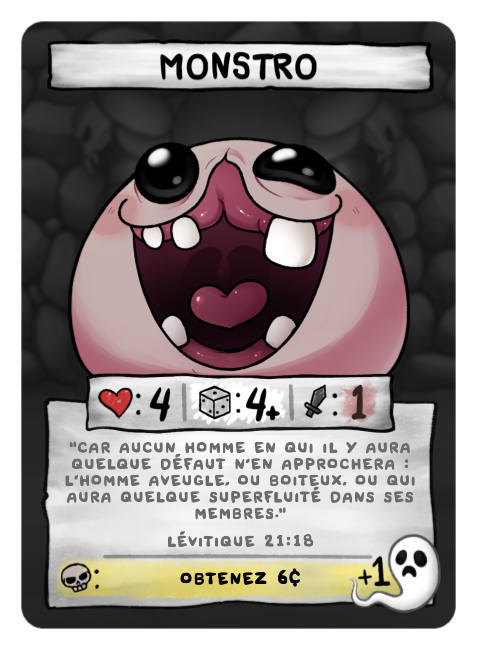 MONSTRO
: 4 : 4+ : 1
"CAR AUCUN HOMME EN QUI IL Y AURA
QUELQUE DÉFAUT N'EN APPROCHERA :
L'HOMME AVEUGLE, OU BOITEUX, OU QUI
AURA QUELQUE SUPERFLUITÉ DANS SES
MEMBRES."
LÉVITIQUE 21:18
: OBTENEZ 6¢ +1